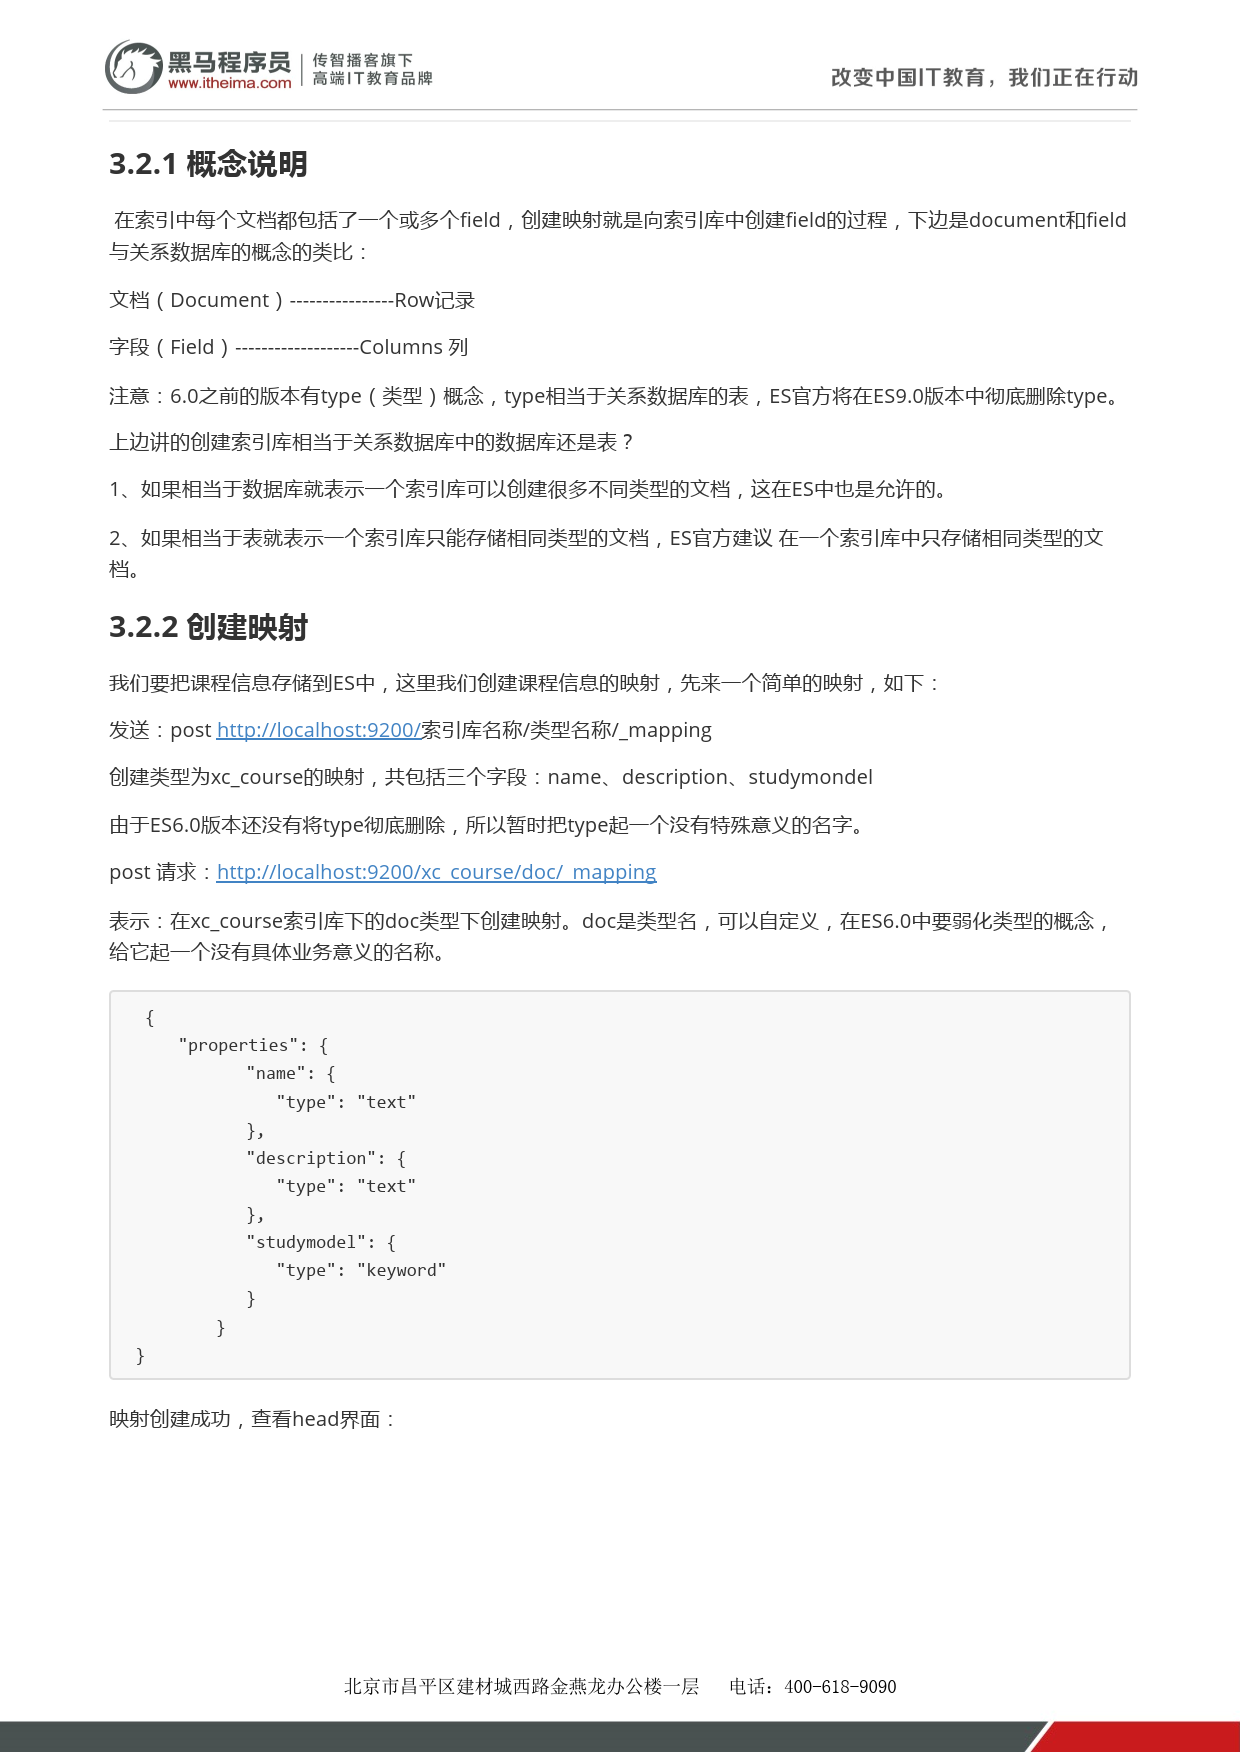 黑马程序员
www.itheima.com
传智播客旗下
高端IT教育品牌
改变中国IT教育，我们正在行动
3.2.1 概念说明
在索引中每个文档都包括了一个或多个field，创建映射就是向索引库中创建field的过程，下边是document和field
与关系数据库的概念的类比：
文档（Document）----------------Row记录
字段（Field）-------------------Columns 列
注意：6.0之前的版本有type（类型）概念，type相当于关系数据库的表，ES官方将在ES9.0版本中彻底删除type。
上边讲的创建索引库相当于关系数据库中的数据库还是表？
1、如果相当于数据库就表示一个索引库可以创建很多不同类型的文档，这在ES中也是允许的。
2、如果相当于表就表示一个索引库只能存储相同类型的文档，ES官方建议 在一个索引库中只存储相同类型的文
档。
3.2.2 创建映射
我们要把课程信息存储到ES中，这里我们创建课程信息的映射，先来一个简单的映射，如下：
发送：post http://localhost:9200/索引库名称/类型名称/_mapping
创建类型为xc_course的映射，共包括三个字段：name、description、studymondel
由于ES6.0版本还没有将type彻底删除，所以暂时把type起一个没有特殊意义的名字。
post 请求：http://localhost:9200/xc_course/doc/_mapping
表示：在xc_course索引库下的doc类型下创建映射。doc是类型名，可以自定义，在ES6.0中要弱化类型的概念，
给它起一个没有具体业务意义的名称。
{
"properties": {
"name": {
"type": "text"
},
"description": {
"type": "text"
},
"studymodel": {
"type": "keyword"
}
}
}
映射创建成功，查看head界面：
北京市昌平区建材城西路金燕龙办公楼一层 电话：400-618-9090